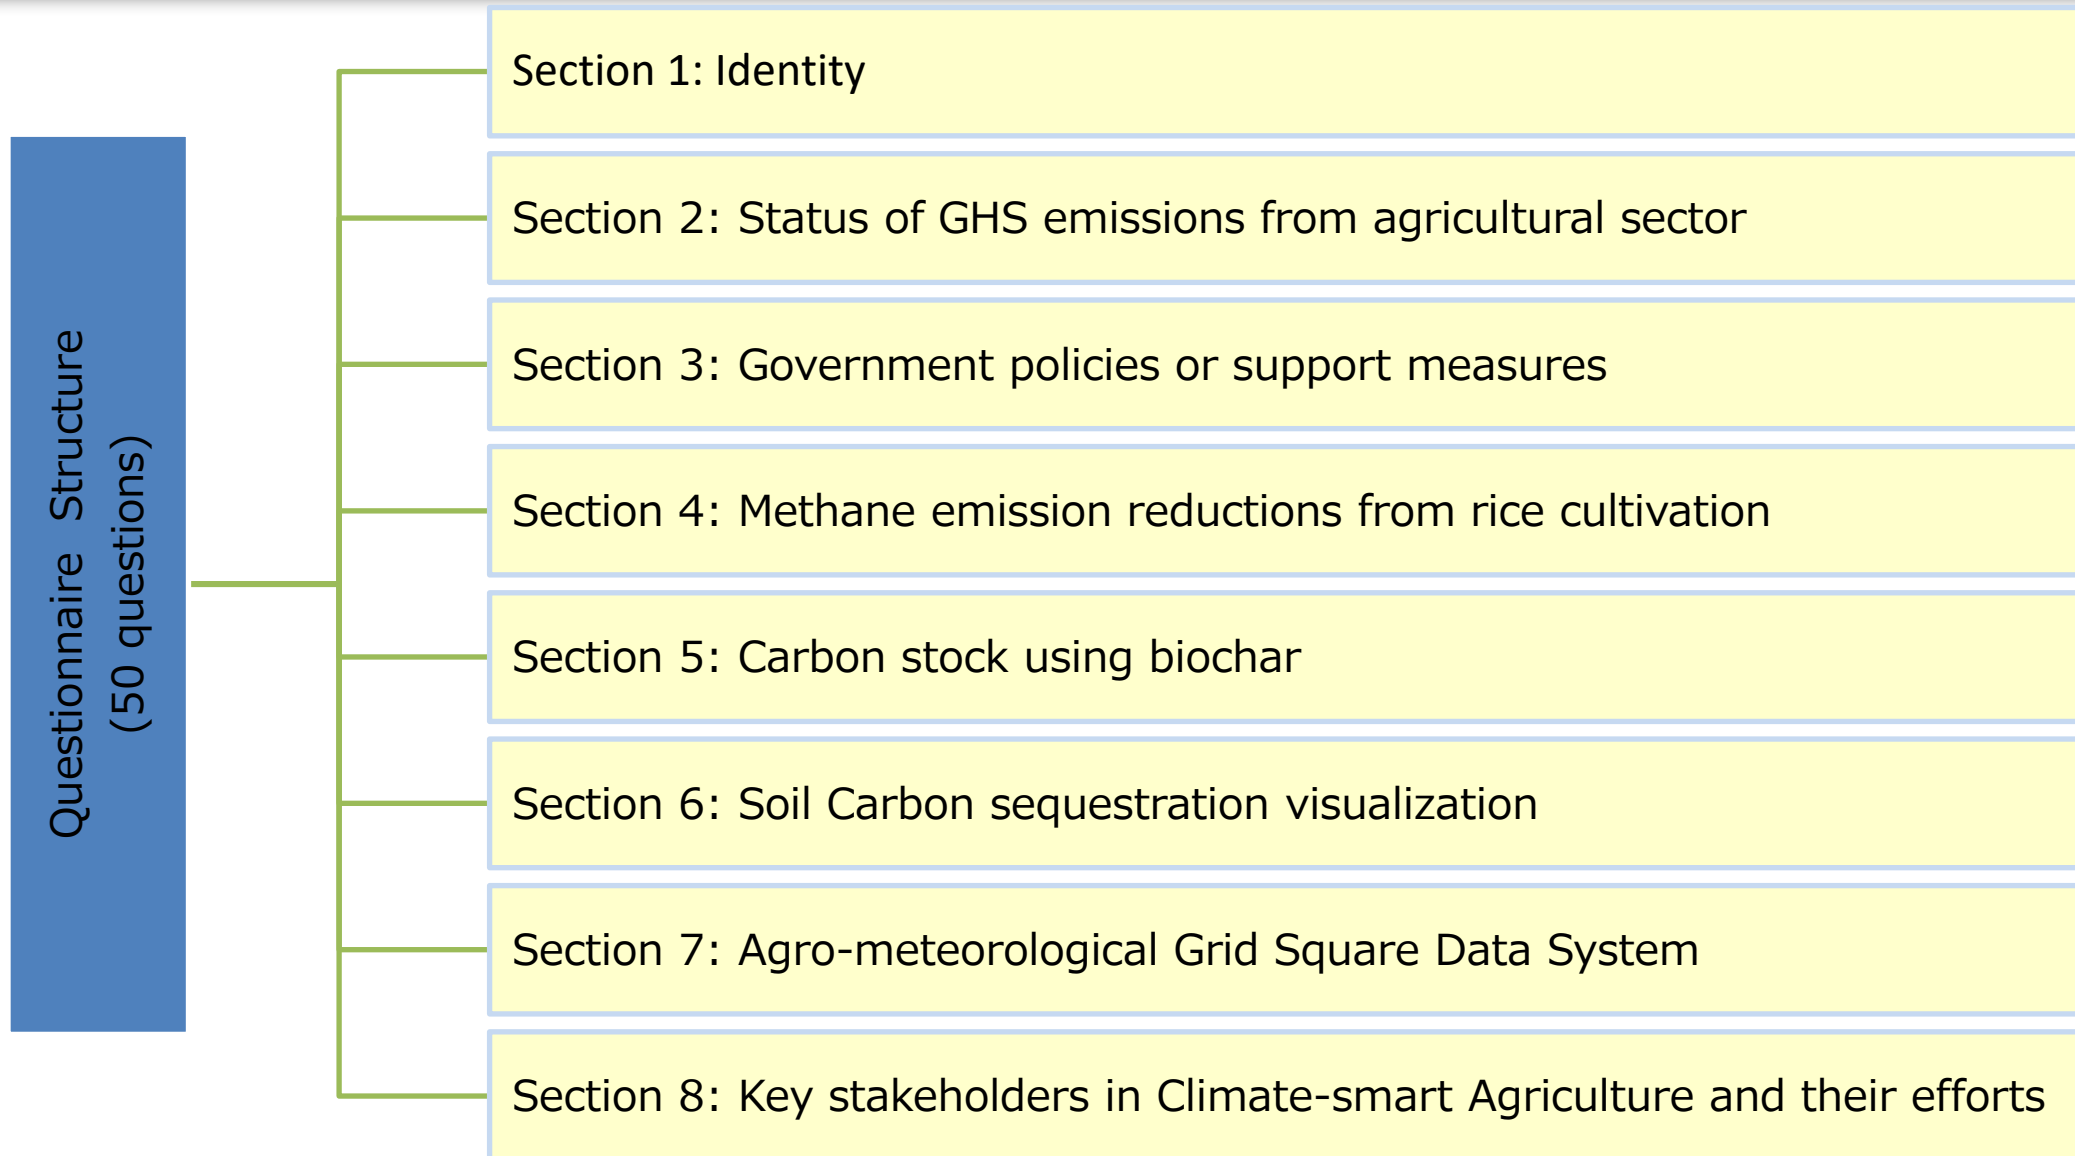 Questionnaire Structure
(50 questions)
Section 1: Identity
Section 2: Status of GHS emissions from agricultural sector
Section 3: Government policies or support measures
Section 4: Methane emission reductions from rice cultivation
Section 5: Carbon stock using biochar
Section 6: Soil Carbon sequestration visualization
Section 7: Agro-meteorological Grid Square Data System
Section 8: Key stakeholders in Climate-smart Agriculture and their efforts